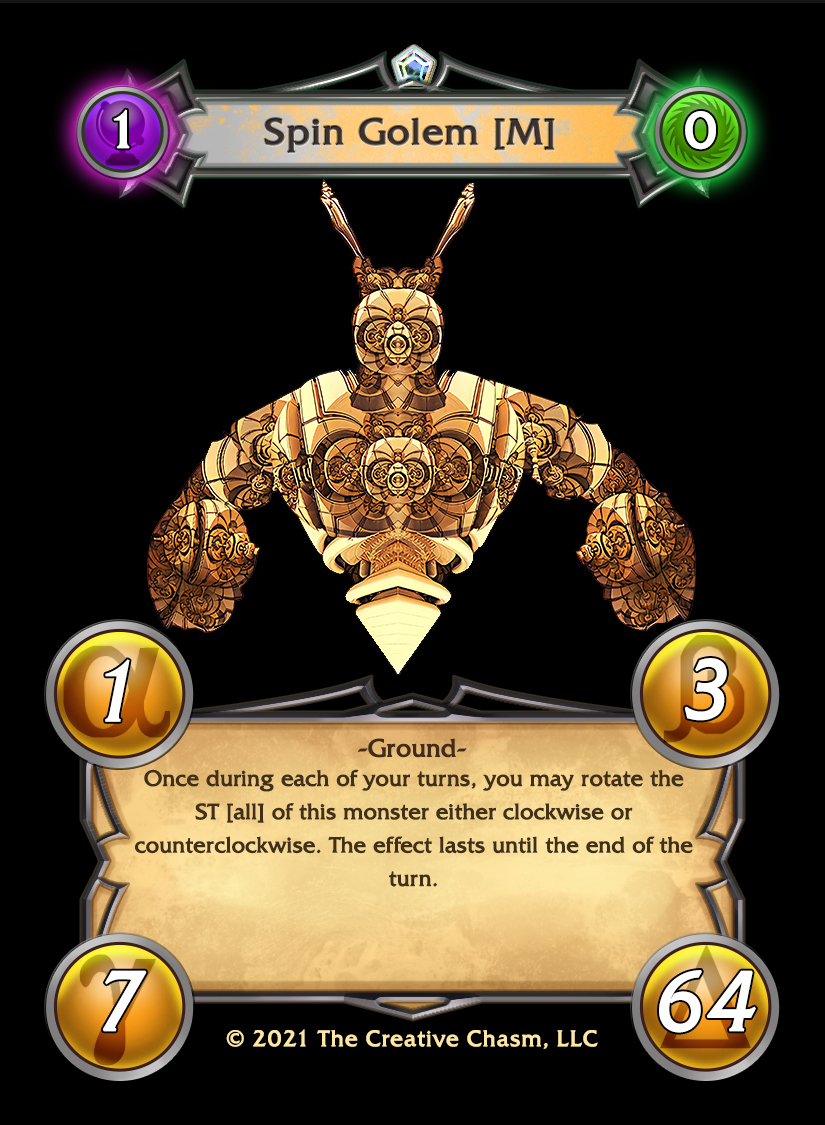 1 Spin Golem [M] 0
α 1
β 3
-Ground-
Once during each of your turns, you may rotate the
ST [all] of this monster either clockwise or
counterclockwise. The effect lasts until the end of the
turn.
γ 7
Δ 64
© 2021 The Creative Chasm, LLC